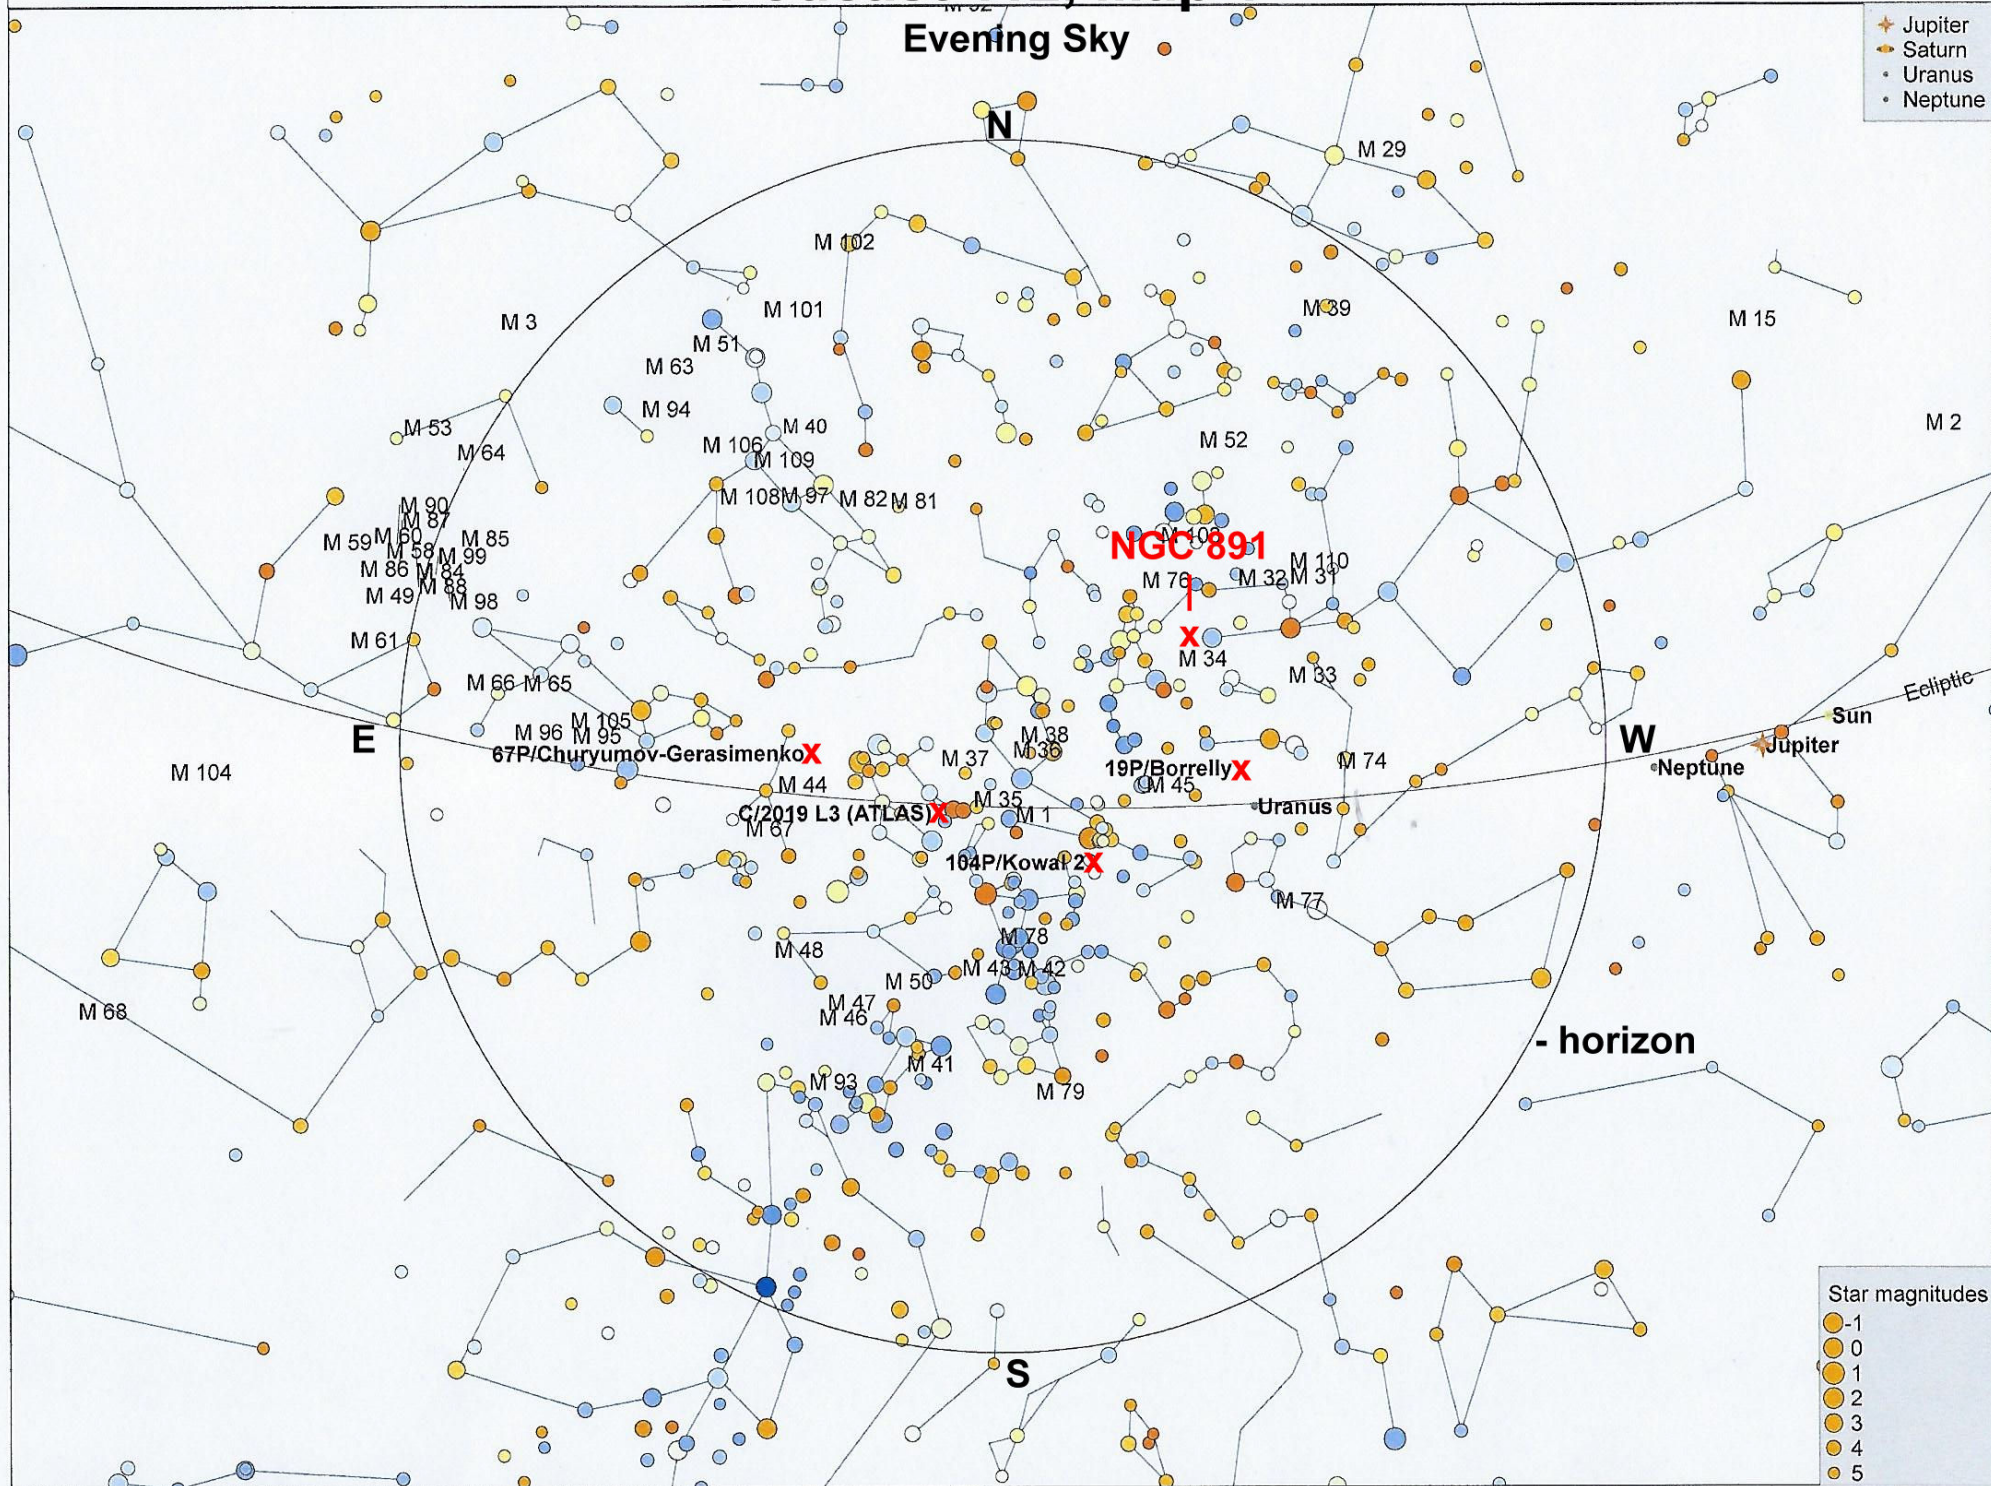 Evening Sky
Jupiter
Saturn
Uranus
Neptune
N
M 29
M 102
M 101
M 39
M 15
M 3
M 51
M 63
M 94
M 40
M 53
M 106
M 52
M 2
M 64
M 109
M 108
M 97
M 82
M 81
M 90
M 87
M 59
M 60
M 85
M 58
M 99
M 86
M 84
M 88
M 49
M 98
M 103
NGC 891
M 110
M 76
M 32
M 31
x
M 61
M 34
M 33
M 66
M 65
Ecliptic
M 105
Sun
M 96
M 95
E
M 38
M 36
W
Jupiter
67P/Churyumov-Gerasimenko
x
M 37
M 74
Neptune
M 104
19P/Borrelly
x
M 44
M 45
M 35
Uranus
C/2019 L3 (ATLAS)
x
M 1
M 67
104P/Kowal 2
x
M 77
M 48
M 78
M 43
M 42
M 50
M 47
M 46
M 68
- horizon
M 41
M 93
M 79
S
Star magnitudes
-1
0
1
2
3
4
5